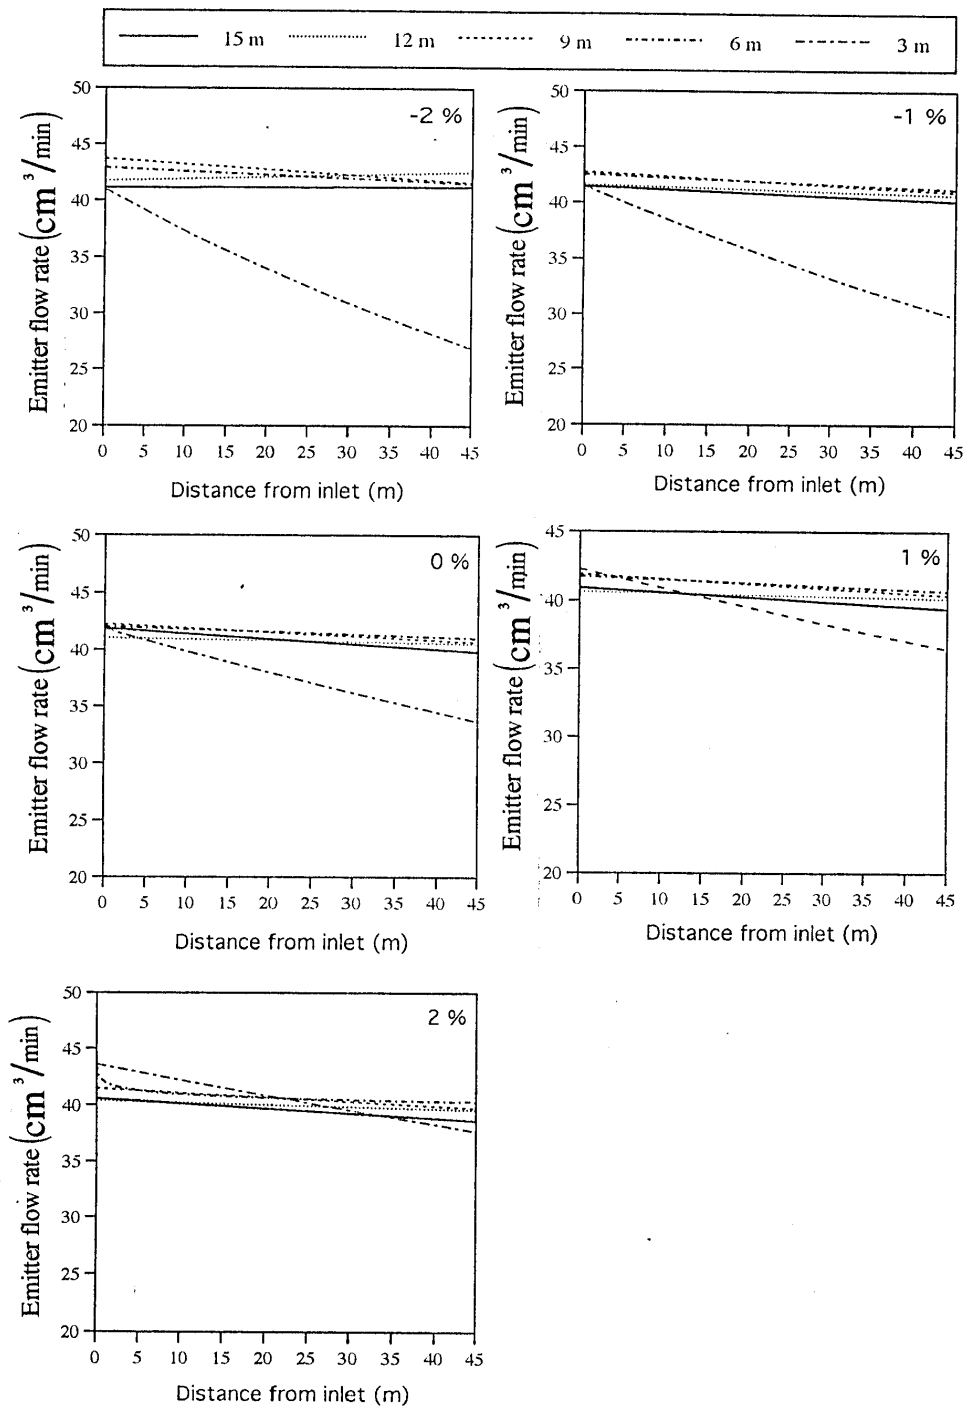 15 m 12 m 9 m 6 m 3 m
-2 %
50
45
40
35
30
25
20
Emitter flow rate (cm³/min)
0 5 10 15 20 25 30 35 40 45
Distance from inlet (m)
-1 %
50
45
40
35
30
25
20
Emitter flow rate (cm³/min)
0 5 10 15 20 25 30 35 40 45
Distance from inlet (m)
0 %
50
45
40
35
30
25
20
Emitter flow rate (cm³/min)
0 5 10 15 20 25 30 35 40 45
Distance from inlet (m)
1 %
45
40
35
30
25
20
Emitter flow rate (cm³/min)
0 5 10 15 20 25 30 35 40 45
Distance from inlet (m)
2 %
50
45
40
35
30
25
20
Emitter flow rate (cm³/min)
0 5 10 15 20 25 30 35 40 45
Distance from inlet (m)